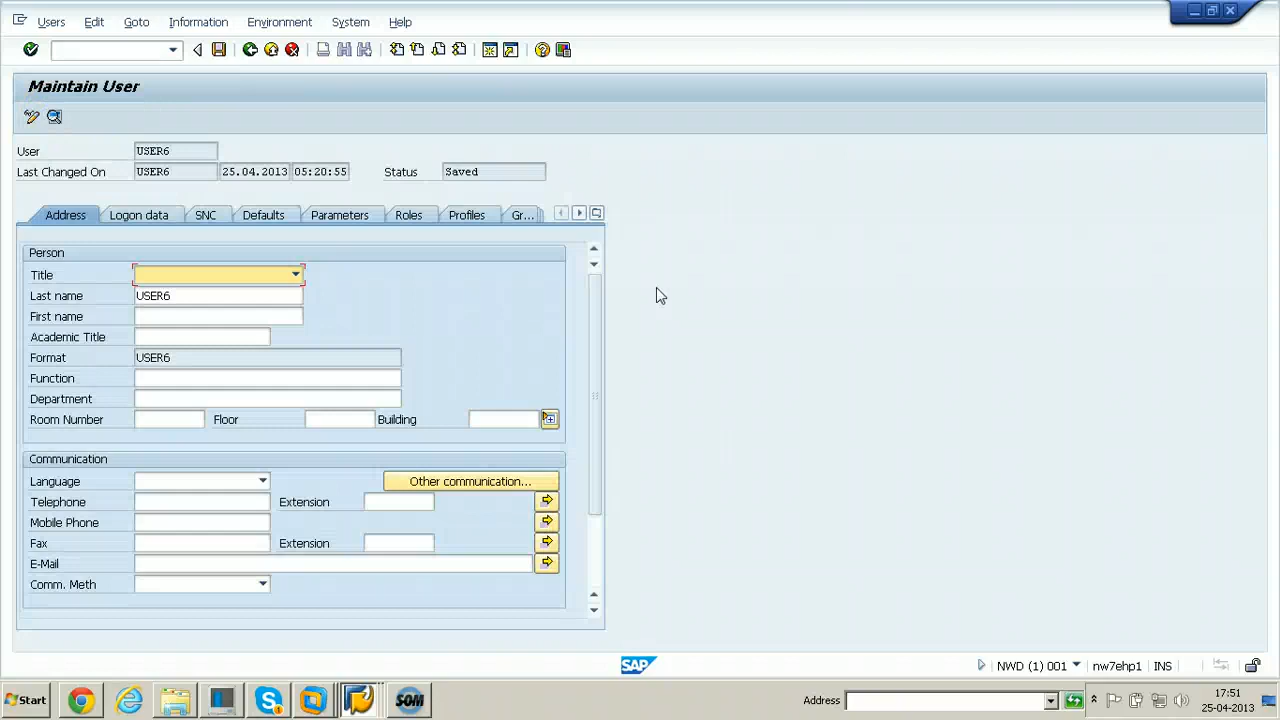 Users Edit Goto Information Environment System Help
Maintain User
User USER6
Last Changed On USER6 25.04.2013 05:20:55 Status Saved
Address Logon data SNC Defaults Parameters Roles Profiles Gr...
Person
Title
Last name USER6
First name
Academic Title
Format USER6
Function
Department
Room Number Floor Building
Communication
Language Other communication...
Telephone Extension
Mobile Phone
Fax Extension
E-Mail
Comm. Meth
SAP NWD (1) 001 nw7ehp1 INS
Start SOM Address 17:51
25-04-2013